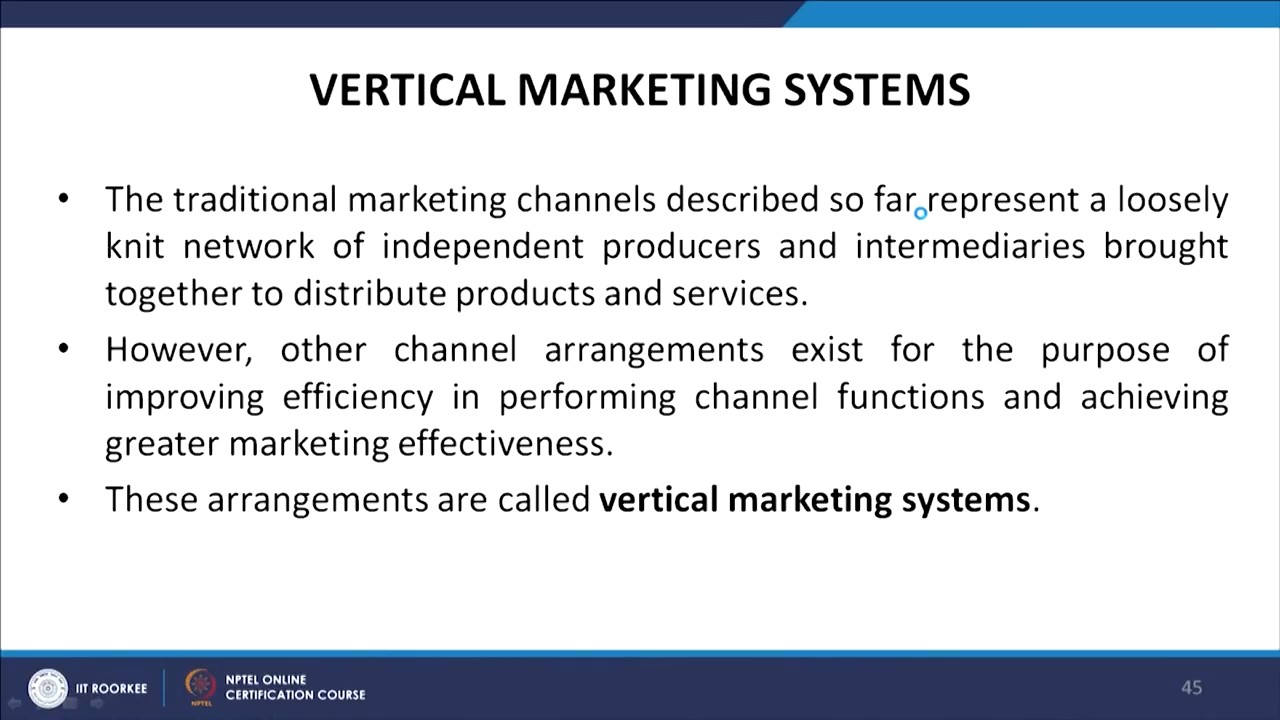 VERTICAL MARKETING SYSTEMS
• The traditional marketing channels described so far represent a loosely
knit network of independent producers and intermediaries brought
together to distribute products and services.
• However, other channel arrangements exist for the purpose of
improving efficiency in performing channel functions and achieving
greater marketing effectiveness.
• These arrangements are called vertical marketing systems.
IIT ROORKEE
NPTEL
NPTEL ONLINE
CERTIFICATION COURSE
45